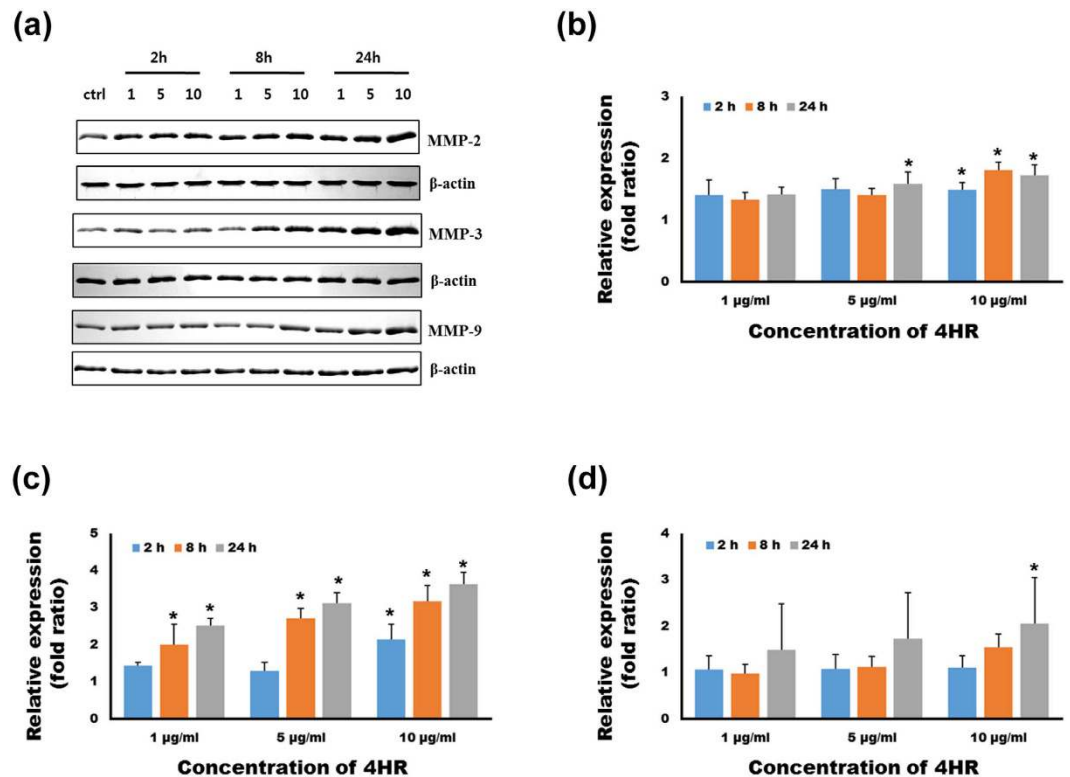 (a)
2h 8h 24h
ctrl 1 5 10 1 5 10 1 5 10
MMP-2
β-actin
MMP-3
β-actin
MMP-9
β-actin
(b)
Relative expression
(fold ratio)
3
2
1
0
2 h 8 h 24 h
* * * *
1 µg/ml 5 µg/ml 10 µg/ml
Concentration of 4HR
(c)
Relative expression
(fold ratio)
5
4
3
2
1
0
2 h 8 h 24 h
* * * * * * *
1 µg/ml 5 µg/ml 10 µg/ml
Concentration of 4HR
(d)
Relative expression
(fold ratio)
4
3
2
1
0
2 h 8 h 24 h
*
1 µg/ml 5 µg/ml 10 µg/ml
Concentration of 4HR